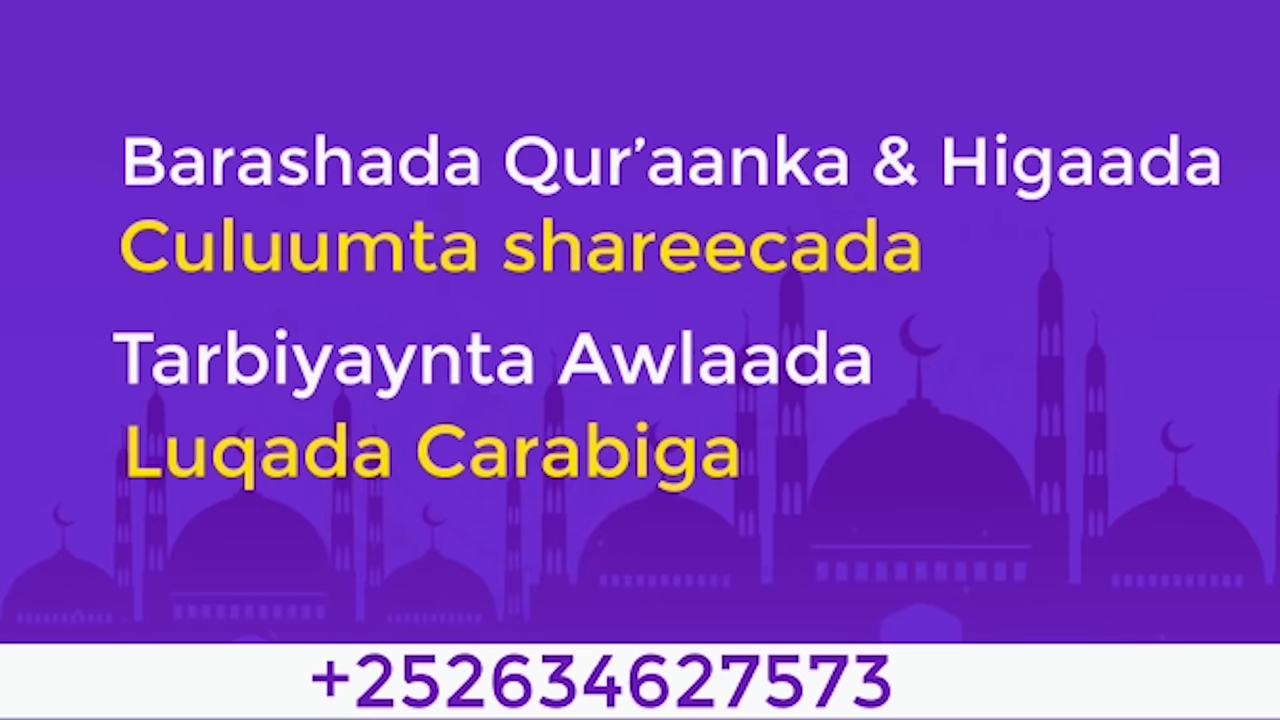 Barashada Qur’aanka & Higaada
Culuumta shareecada
Tarbiyaynta Awlaada
Luqada Carabiga
+252634627573